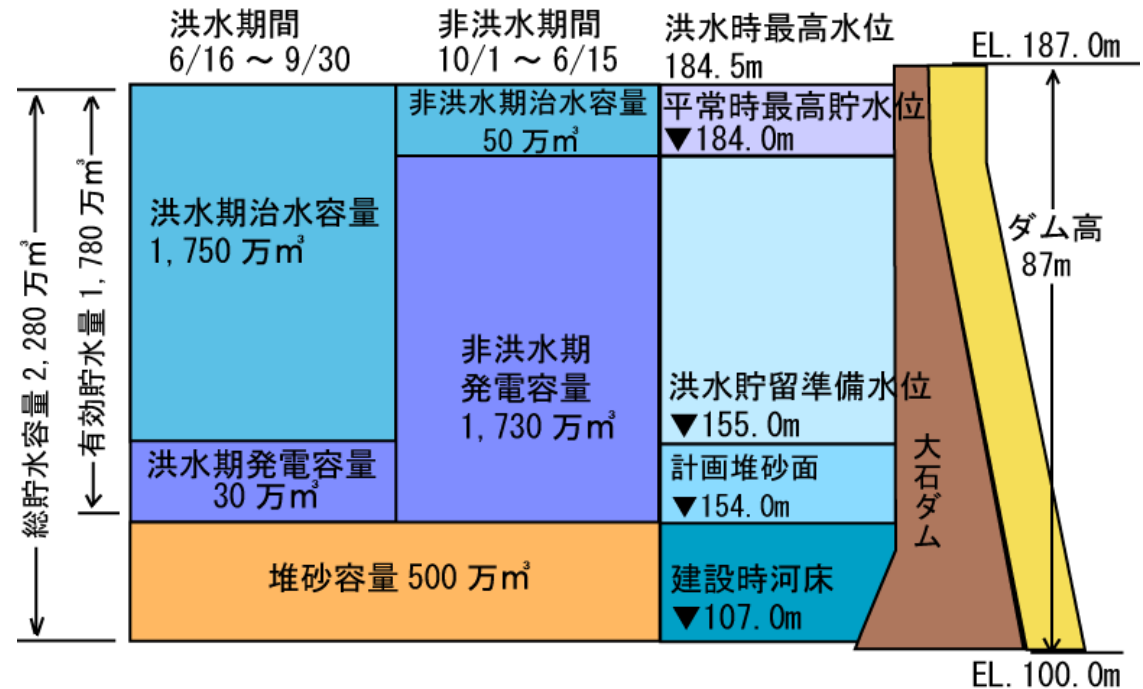 洪水期間
6/16 ～ 9/30
非洪水期間
10/1 ～ 6/15
洪水時最高水位
184.5m
EL. 187.0m
総貯水容量 2,280 万㎥
有効貯水量 1,780 万㎥
洪水期治水容量
1,750 万㎥
非洪水期治水容量
50 万㎥
平常時最高貯水位
▼184.0m
ダム高
87m
非洪水期
発電容量
1,730 万㎥
洪水貯留準備水位
▼155.0m
洪水期発電容量
30 万㎥
計画堆砂面
▼154.0m
大石ダム
堆砂容量 500 万㎥
建設時河床
▼107.0m
EL. 100.0m